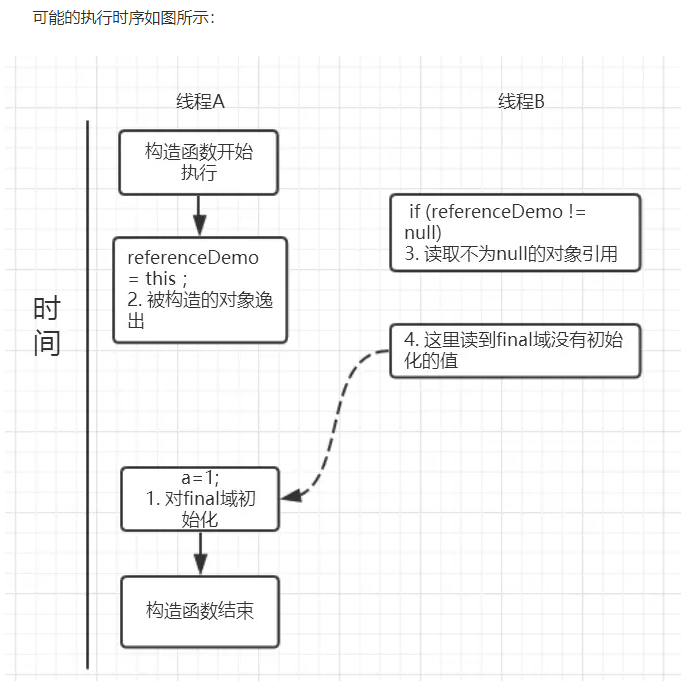 可能的执行时序如图所示：
线程A
线程B
构造函数开始
执行
if (referenceDemo !=
null)
3. 读取不为null的对象引用
referenceDemo
= this ;
2. 被构造的对象逸
出
时
间
4. 这里读到final域没有初始
化的值
a=1;
1. 对final域初
始化
构造函数结束